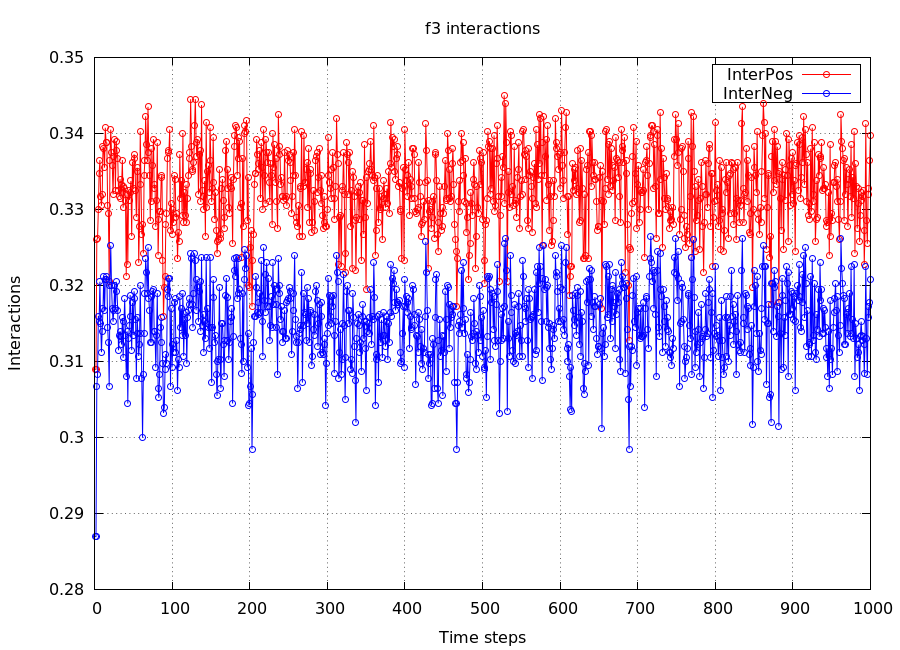 f3 interactions
InterPos
InterNeg
Interactions
0.35
0.34
0.33
0.32
0.31
0.3
0.29
0.28
0 100 200 300 400 500 600 700 800 900 1000
Time steps